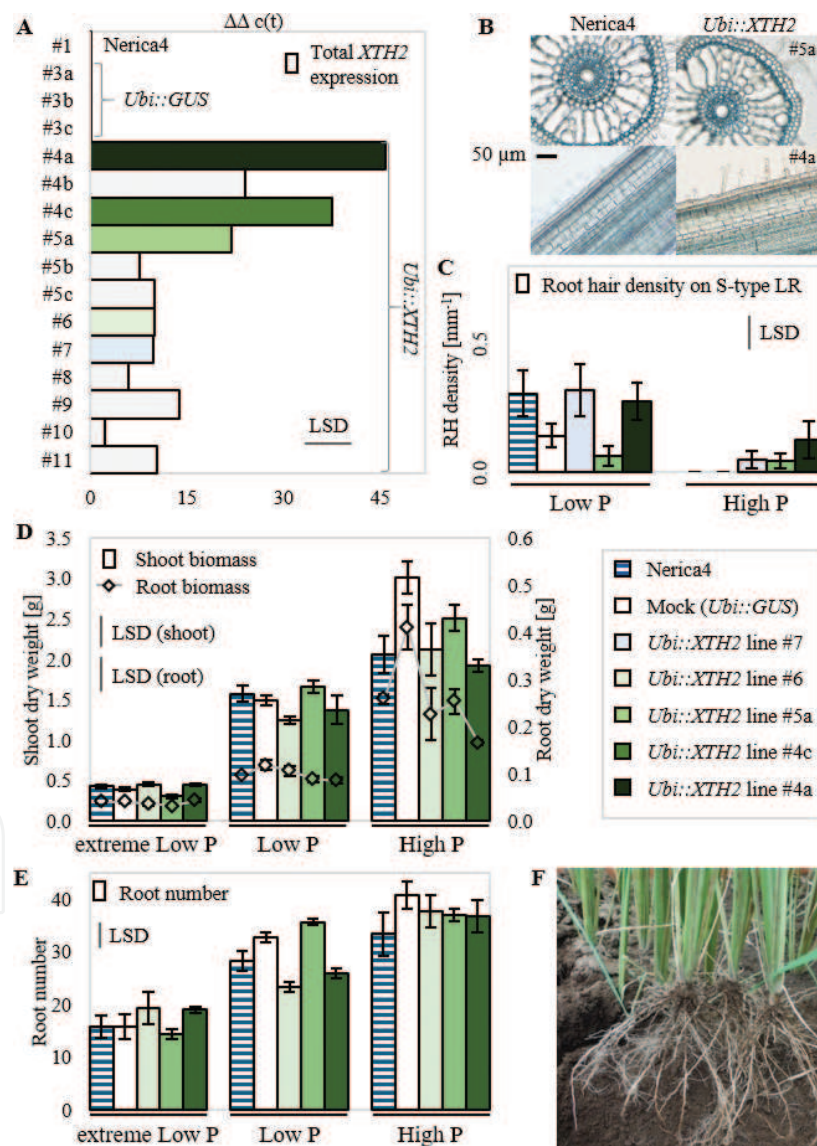 A
ΔΔ c(t)
#1
#3a
#3b
#3c
#4a
#4b
#4c
#5a
#5b
#5c
#6
#7
#8
#9
#10
#11
Nerica4
Ubi::GUS
Total XTH2
expression
Ubi::XTH2
LSD
0 15 30 45
B
Nerica4 Ubi::XTH2
#5a
50 µm
#4a
C
Root hair density on S-type LR
LSD
RH density [mm-1]
0.5
0.0
Low P High P
D
Shoot biomass
Root biomass
LSD (shoot)
LSD (root)
Shoot dry weight [g]
3.5
3.0
2.5
2.0
1.5
1.0
0.5
0.0
Root dry weight [g]
0.6
0.5
0.4
0.3
0.2
0.1
0.0
extreme Low P Low P High P
Nerica4
Mock (Ubi::GUS)
Ubi::XTH2 line #7
Ubi::XTH2 line #6
Ubi::XTH2 line #5a
Ubi::XTH2 line #4c
Ubi::XTH2 line #4a
E
Root number
LSD
Root number
40
30
20
10
0
extreme Low P Low P High P
F